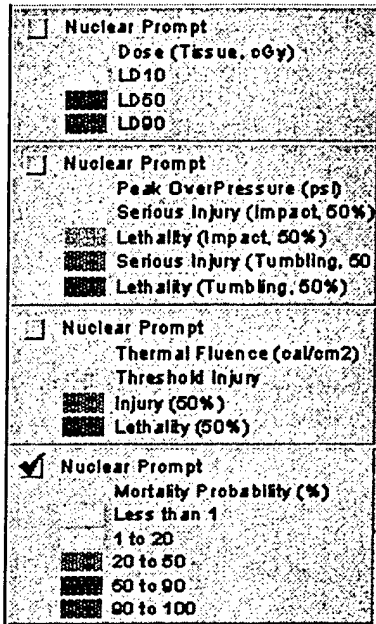 Nuclear Prompt
Dose (Tissue, cGy)
LD10
LD50
LD90
Nuclear Prompt
Peak OverPressure (psi)
Serious Injury (Impact, 50%)
Lethality (Impact, 50%)
Serious Injury (Tumbling, 50
Lethality (Tumbling, 50%)
Nuclear Prompt
Thermal Fluence (cal/cm2)
Threshold Injury
Injury (50%)
Lethality (50%)
Nuclear Prompt
Mortality Probability (%)
Less than 1
1 to 20
20 to 50
50 to 90
90 to 100